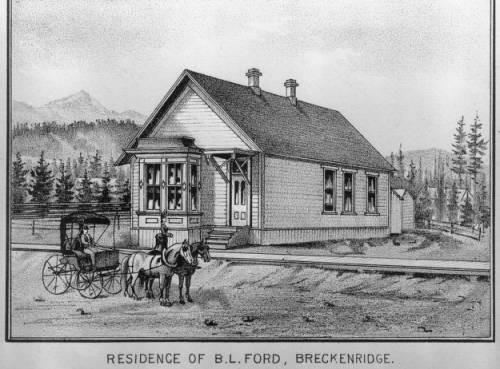 RESIDENCE OF B.L. FORD, BRECKENRIDGE.